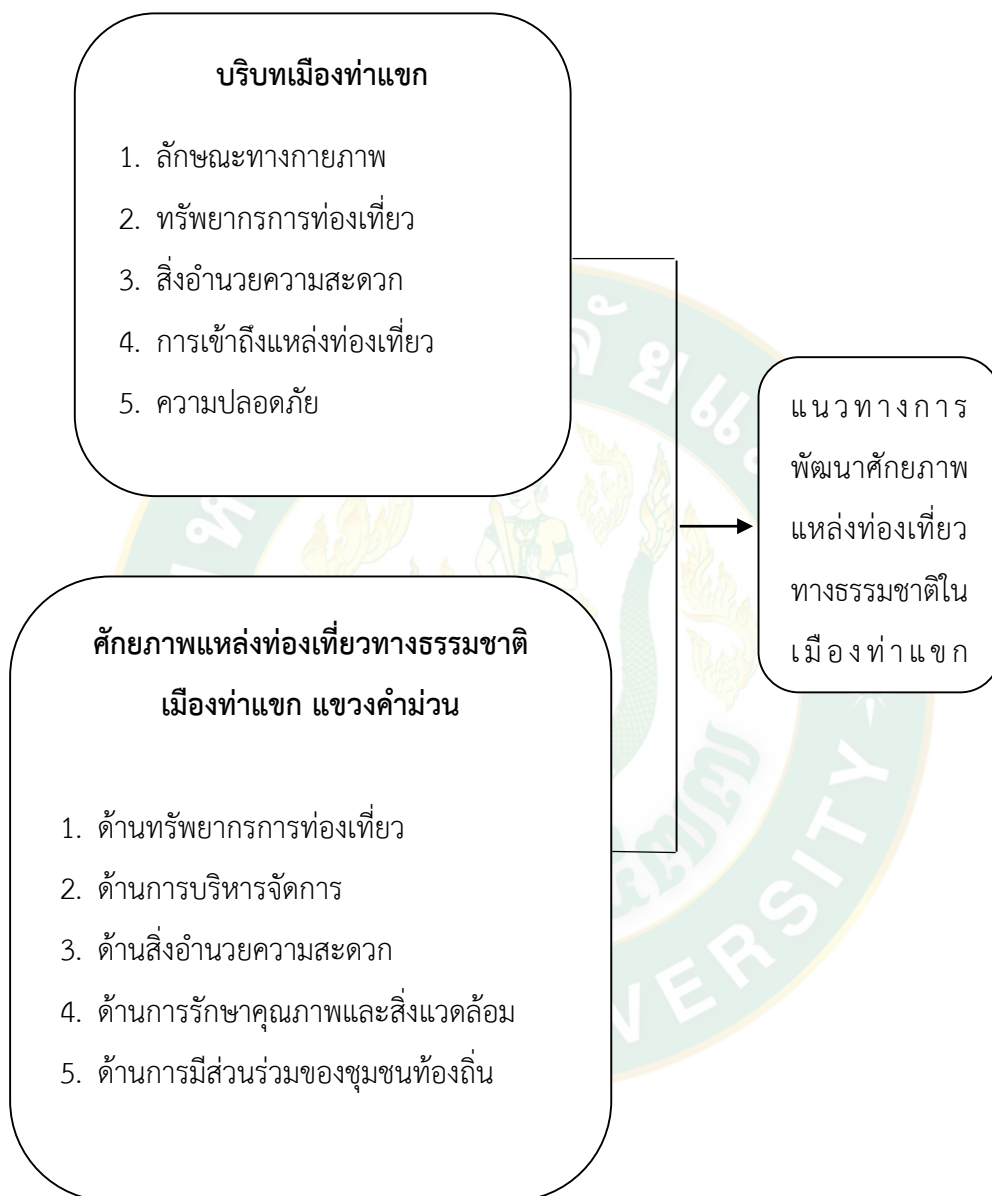 บริบทเมืองท่าแขก
1. ลักษณะทางกายภาพ
2. ทรัพยากรการท่องเที่ยว
3. สิ่งอำนวยความสะดวก
4. การเข้าถึงแหล่งท่องเที่ยว
5. ความปลอดภัย
แนวทางการ
พัฒนาศักยภาพ
แหล่งท่องเที่ยว
ทางธรรมชาติใน
เมืองท่าแขก
ศักยภาพแหล่งท่องเที่ยวทางธรรมชาติ
เมืองท่าแขก แขวงคำม่วน
1. ด้านทรัพยากรการท่องเที่ยว
2. ด้านการบริหารจัดการ
3. ด้านสิ่งอำนวยความสะดวก
4. ด้านการรักษาคุณภาพและสิ่งแวดล้อม
5. ด้านการมีส่วนร่วมของชุมชนท้องถิ่น